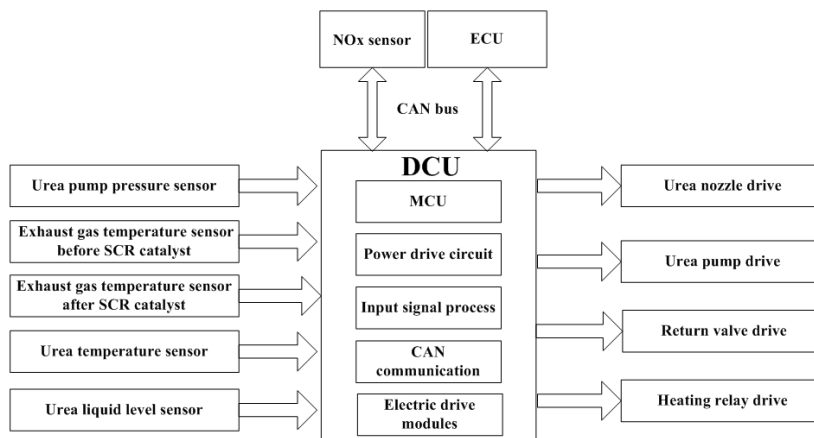 NOx sensor
ECU
CAN bus
DCU
MCU
Power drive circuit
Input signal process
CAN
communication
Electric drive
modules
Urea pump pressure sensor
Exhaust gas temperature sensor
before SCR catalyst
Exhaust gas temperature sensor
after SCR catalyst
Urea temperature sensor
Urea liquid level sensor
Urea nozzle drive
Urea pump drive
Return valve drive
Heating relay drive